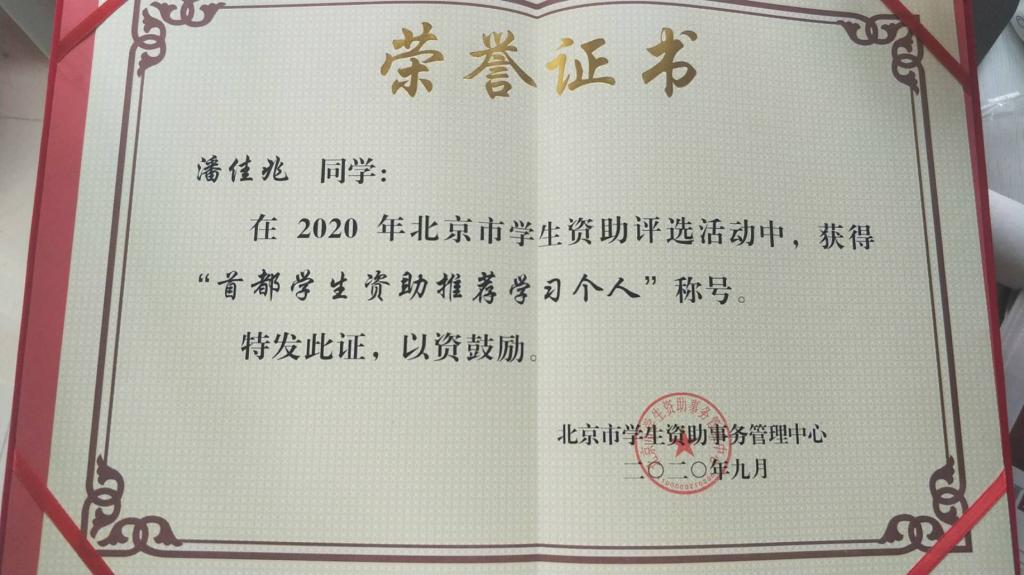 荣誉证书
潘佳兆 同学：
在 2020 年北京市学生资助评选活动中，获得
“首都学生资助推荐学习个人”称号。
特发此证，以资鼓励。
北京市学生资助事务管理中心
二〇二〇年九月